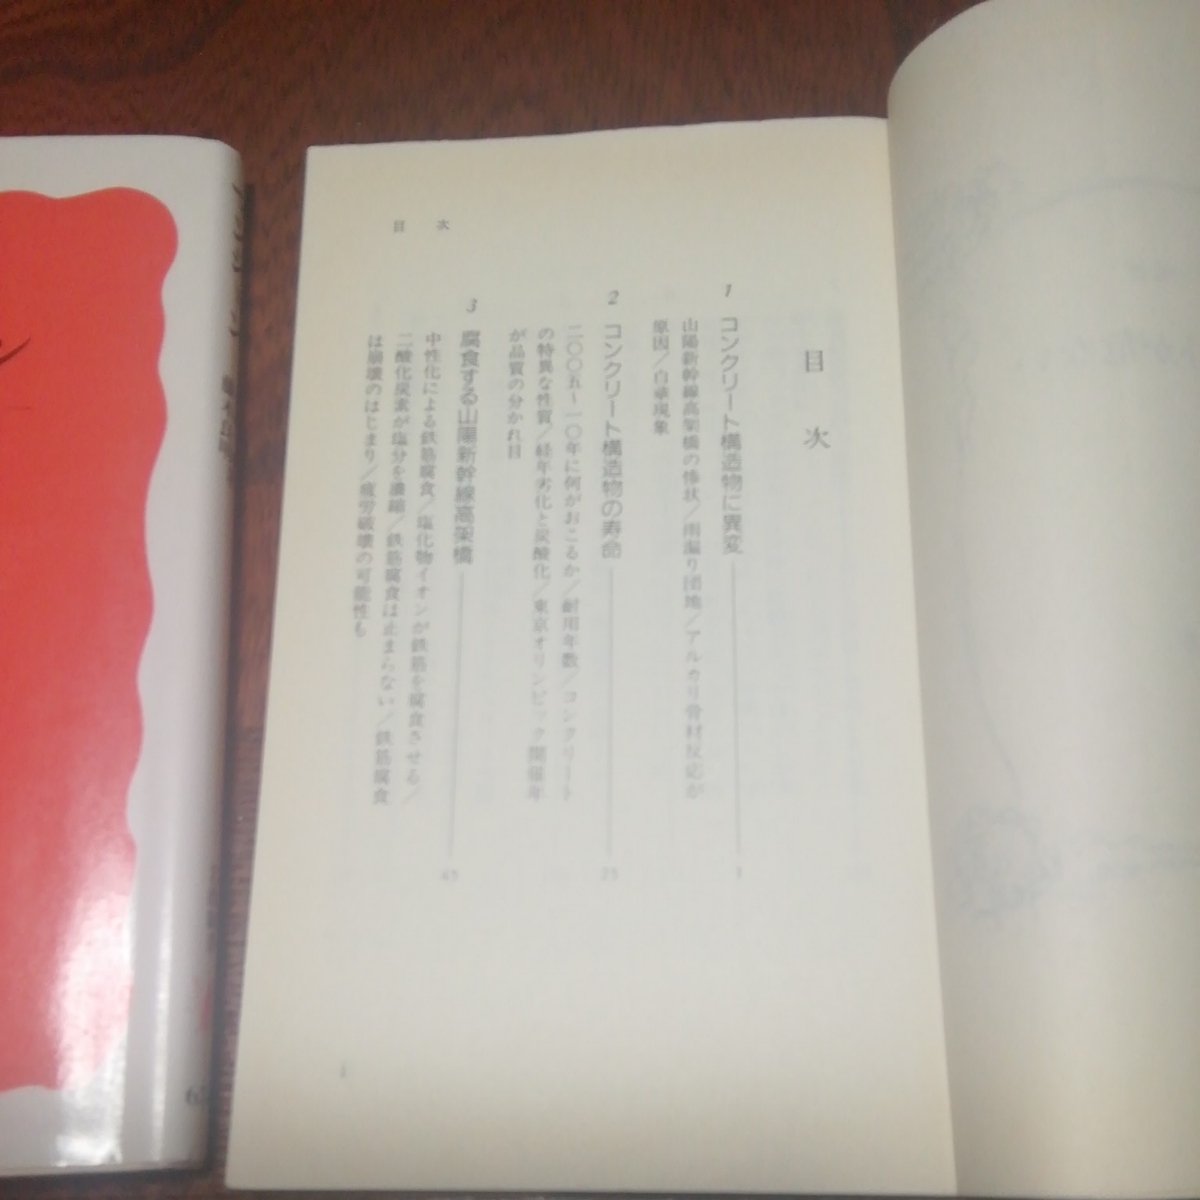 目次
目次
1 コンクリート構造物に異変 1
山陽新幹線高架橋の惨状/雨漏り団地/アルカリ骨材反応が
原因/白華現象
2 コンクリート構造物の寿命 25
二〇〇五〜一〇年に何がおこるか/耐用年数/コンクリート
の特異な性質/経年劣化と炭酸化/東京オリンピック開催年
が品質の分かれ目
3 腐食する山陽新幹線高架橋 45
中性化による鉄筋腐食/塩化物イオンが鉄筋を腐食させる/
二酸化炭素が塩分を濃縮/鉄筋腐食は止まらない/鉄筋腐食
は崩壊のはじまり/疲労破壊の可能性も
i